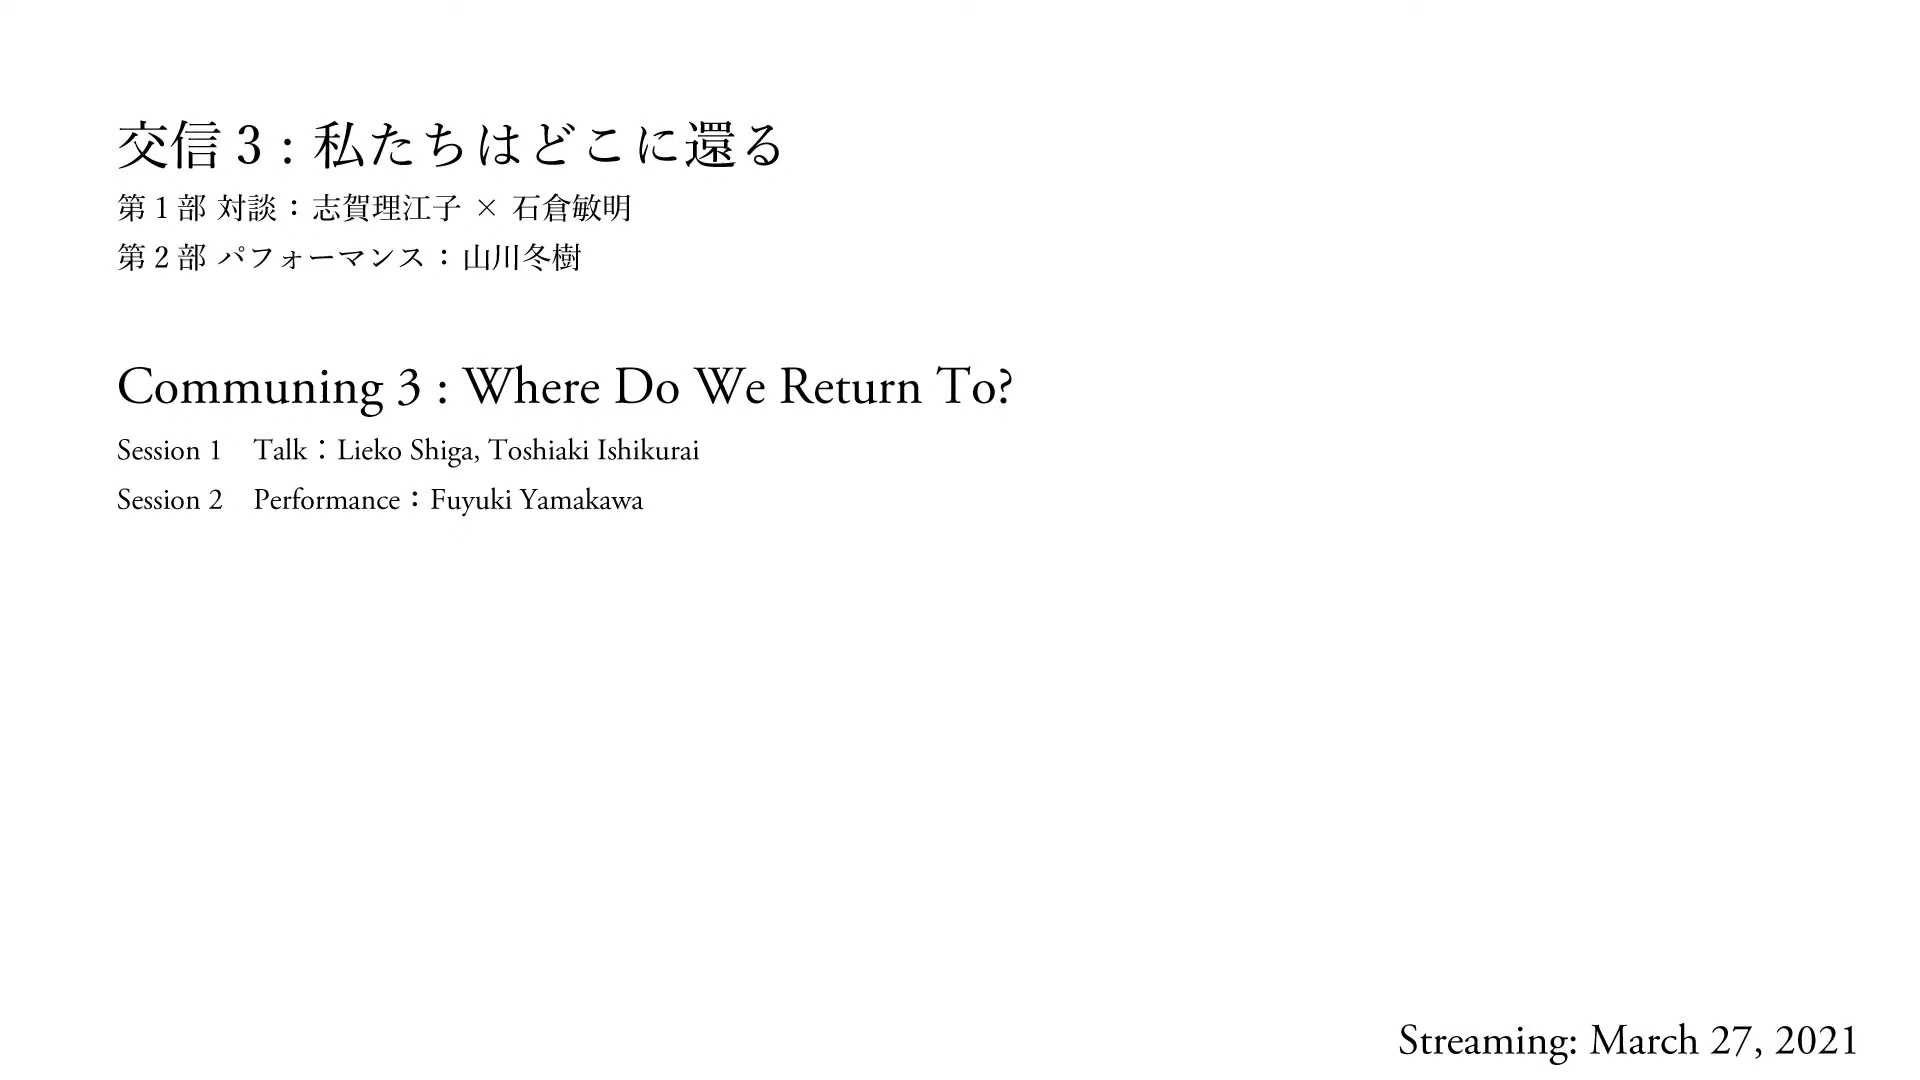 交信 3 : 私たちはどこに還る
第 1 部 対談：志賀理江子 × 石倉敏明
第 2 部 パフォーマンス：山川冬樹
Communing 3 : Where Do We Return To?
Session 1　Talk：Lieko Shiga, Toshiaki Ishikurai
Session 2　Performance：Fuyuki Yamakawa
Streaming: March 27, 2021